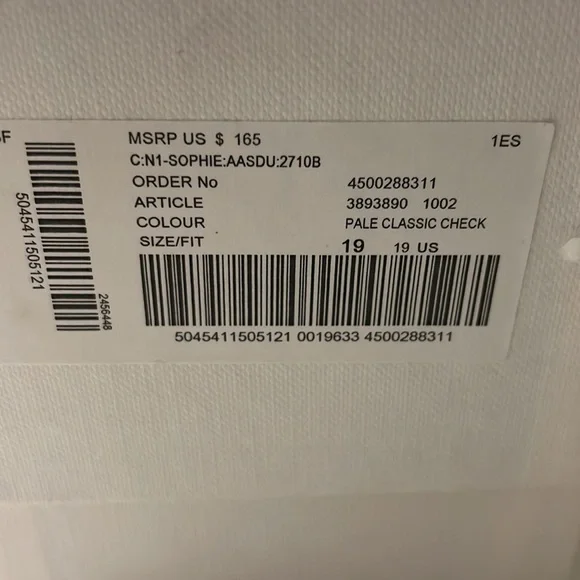 F
MSRP US $ 165 1ES
C:N1-SOPHIE:AASDU:2710B
ORDER No 4500288311
ARTICLE 3893890 1002
COLOUR PALE CLASSIC CHECK
SIZE/FIT 19 19 US
5045411505121 0019633 4500288311
5045411505121
2456448